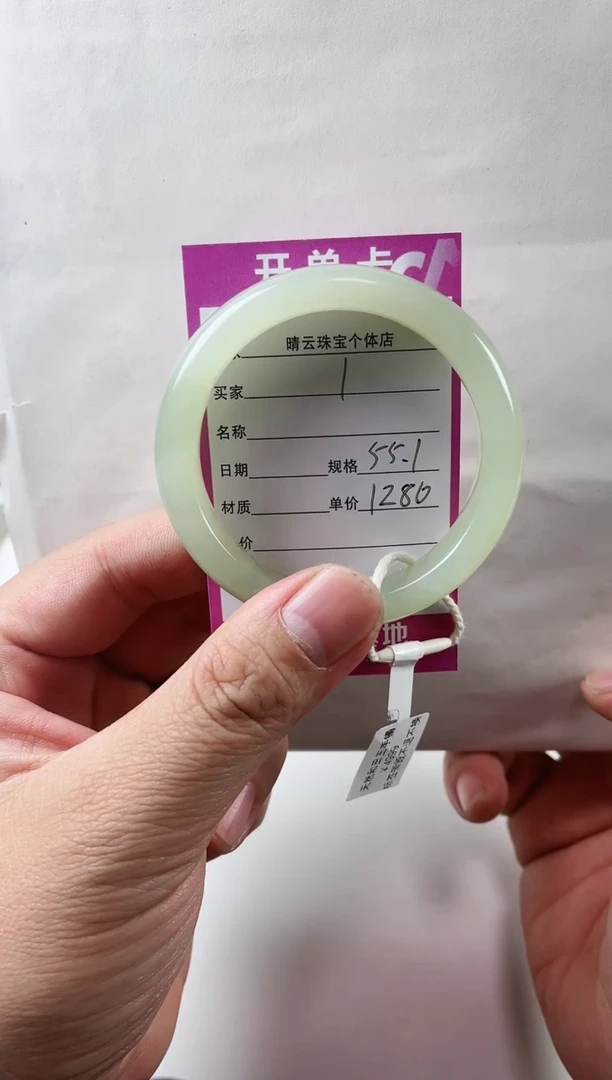 开单卡
晴云珠宝个体店
买家 1
名称
日期 规格 55.1
材质 单价 1280
价
地